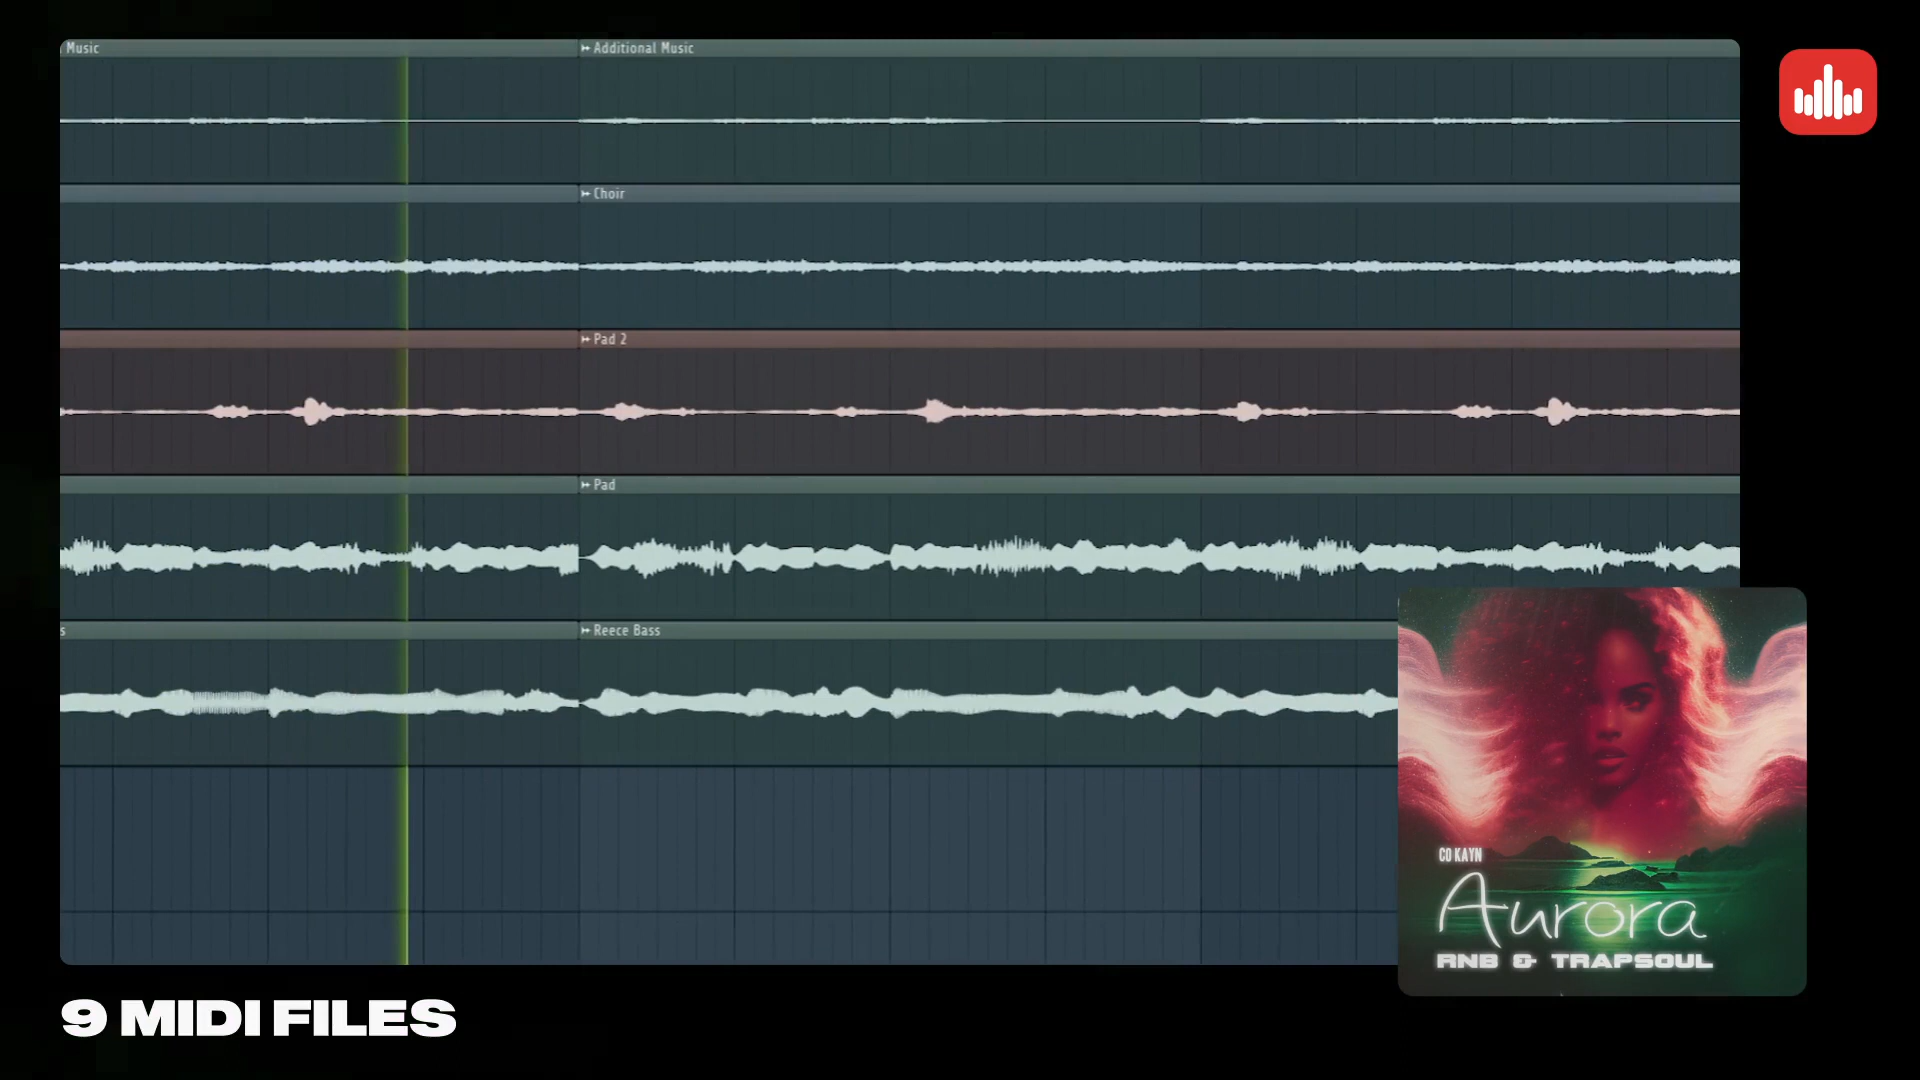 Music
Additional Music
Choir
Pad 2
Pad
s
Reece Bass
CO KAYN
Aurora
RNB & TRAPSOUL
9 MIDI FILES